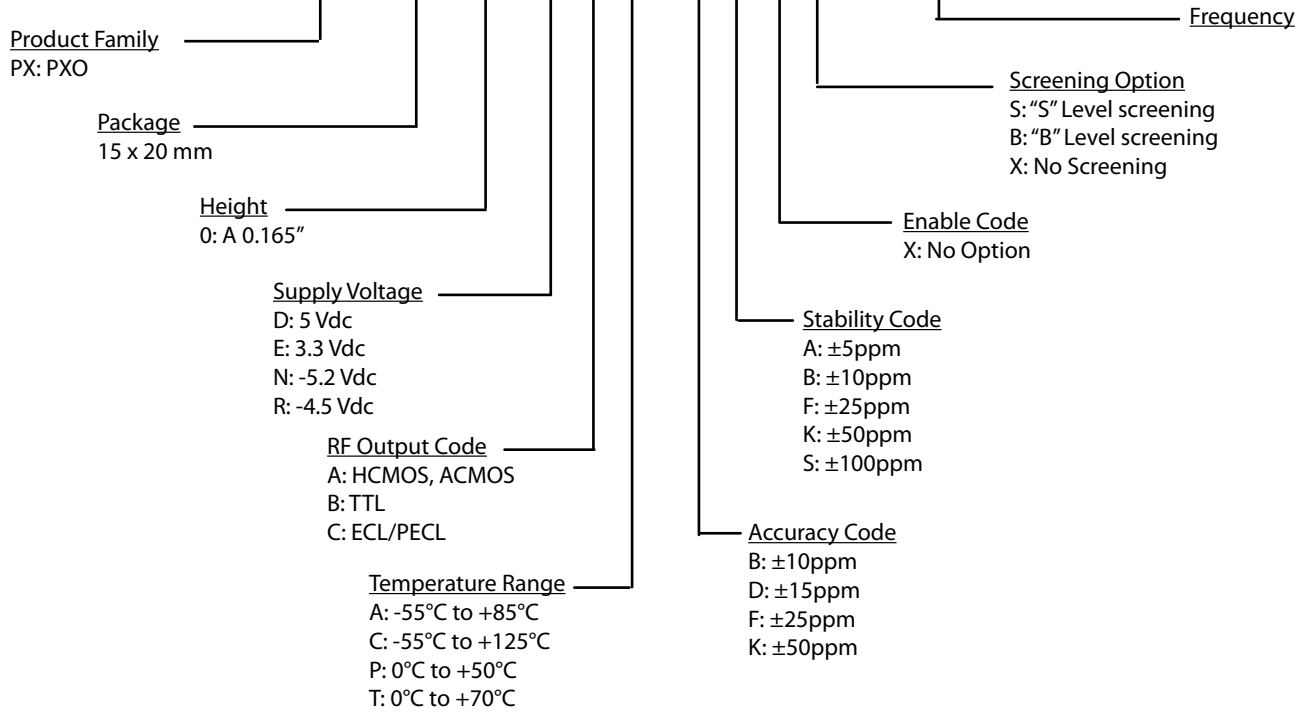 Frequency
Product Family
PX: PXO
Screening Option
S: “S” Level screening
B: “B” Level screening
X: No Screening
Package
15 x 20 mm
Height
0: A 0.165”
Enable Code
X: No Option
Supply Voltage
D: 5 Vdc
E: 3.3 Vdc
N: -5.2 Vdc
R: -4.5 Vdc
Stability Code
A: ±5ppm
B: ±10ppm
F: ±25ppm
K: ±50ppm
S: ±100ppm
RF Output Code
A: HCMOS, ACMOS
B: TTL
C: ECL/PECL
Accuracy Code
B: ±10ppm
D: ±15ppm
F: ±25ppm
K: ±50ppm
Temperature Range
A: -55°C to +85°C
C: -55°C to +125°C
P: 0°C to +50°C
T: 0°C to +70°C